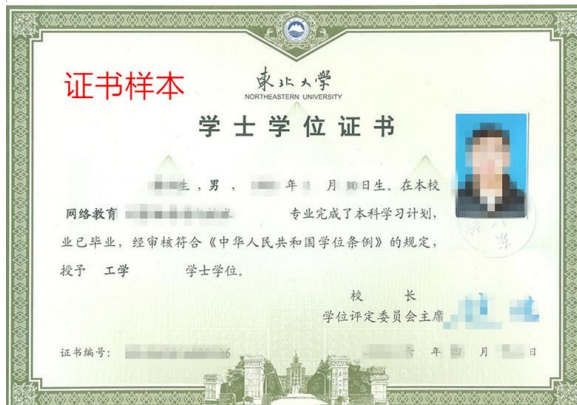 证书样本
東北大學
NORTHEASTERN UNIVERSITY
学士学位证书
生，男， 年 月 日生。在本校
网络教育 专业完成了本科学习计划，
业已毕业，经审核符合《中华人民共和国学位条例》的规定，
授予 工学 学士学位。
校 长
学位评定委员会主席
证书编号： 年 月 日